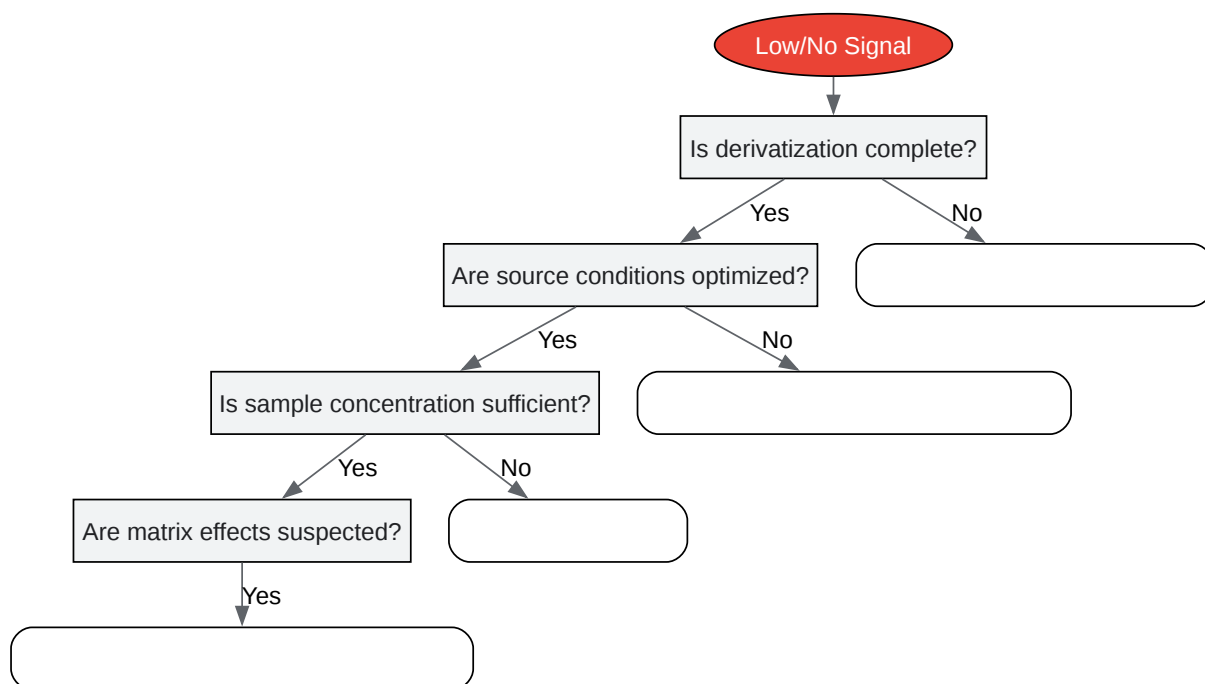 Low/No Signal
Is derivatization complete?
Yes
No
Are source conditions optimized?
Yes
No
Is sample concentration sufficient?
Yes
No
Are matrix effects suspected?
Yes